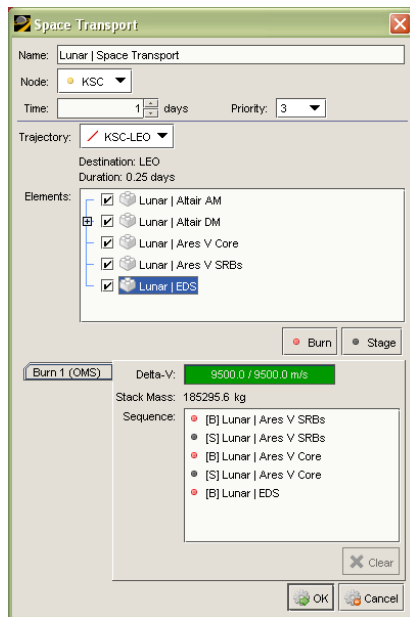 Space Transport
Name: Lunar | Space Transport
Node: KSC
Time: 1 days Priority: 3
Trajectory: KSC-LEO
Destination: LEO
Duration: 0.25 days
Elements:
Lunar | Altair AM
Lunar | Altair DM
Lunar | Ares V Core
Lunar | Ares V SRBs
Lunar | EDS
Burn Stage
Burn 1 (OMS) Delta-V: 9500.0 / 9500.0 m/s
Stack Mass: 185295.6 kg
Sequence:
[B] Lunar | Ares V SRBs
[S] Lunar | Ares V SRBs
[B] Lunar | Ares V Core
[S] Lunar | Ares V Core
[B] Lunar | EDS
Clear
OK Cancel